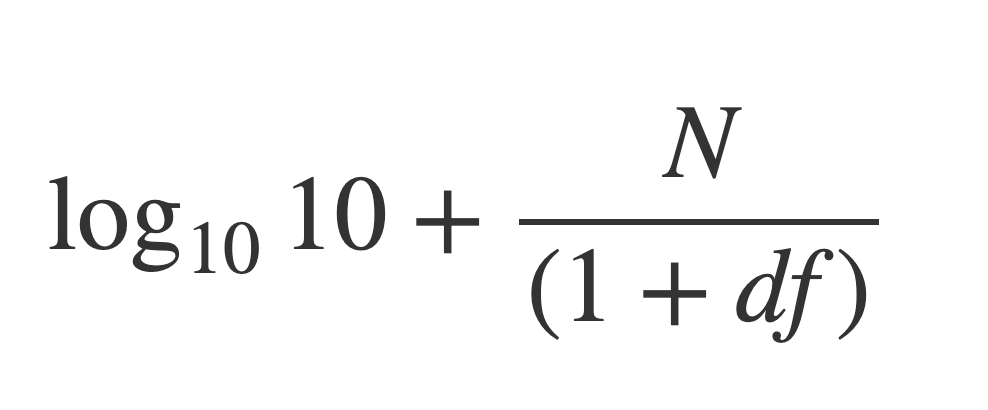 log₁₀ 10 + N / (1 + df)